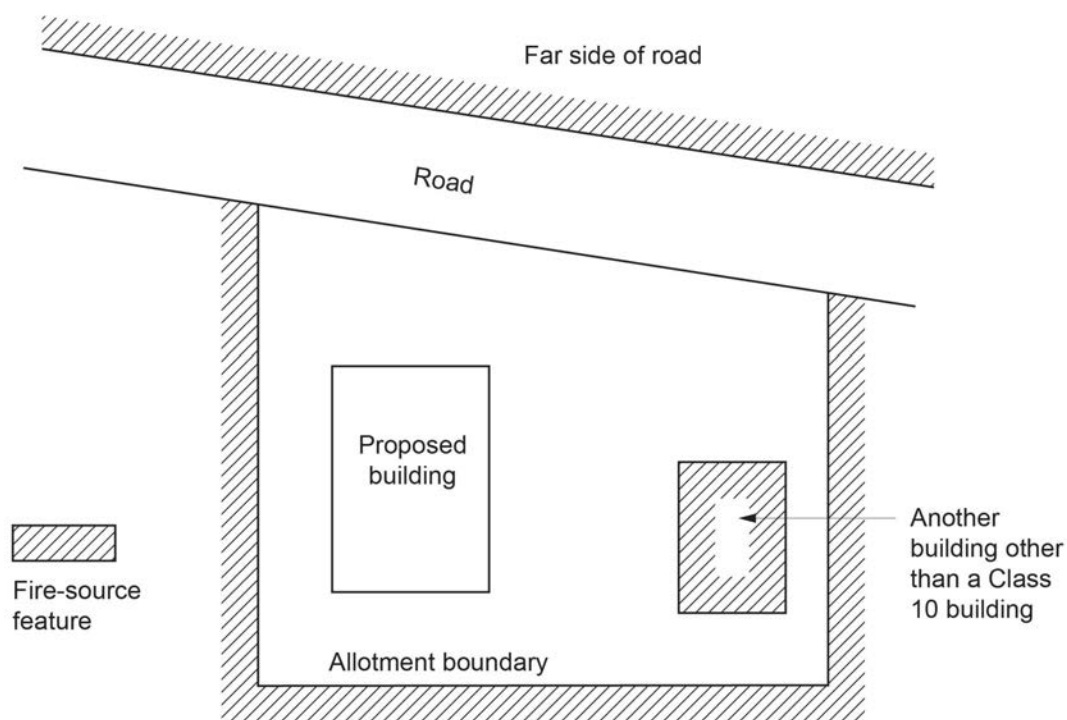 Far side of road
Road
Proposed
building
Another
building other
than a Class
10 building
Fire-source
feature
Allotment boundary